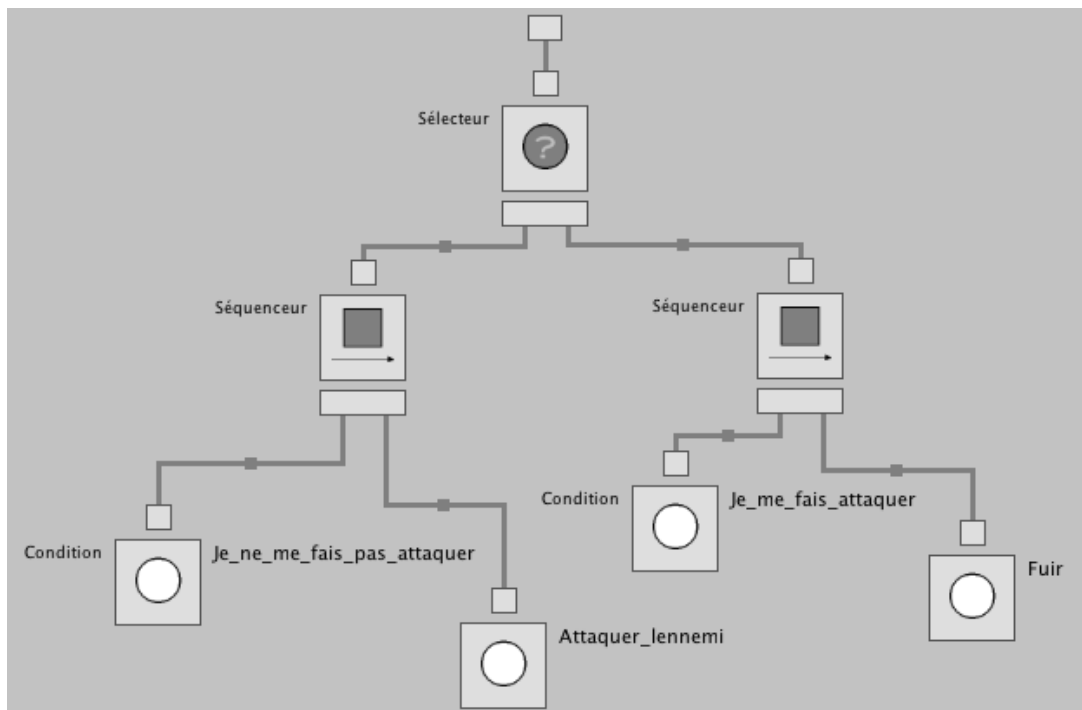 Sélecteur
?
Séquenceur
Séquenceur
Condition
Je_me_fais_attaquer
Condition
Je_ne_me_fais_pas_attaquer
Fuir
Attaquer_lennemi